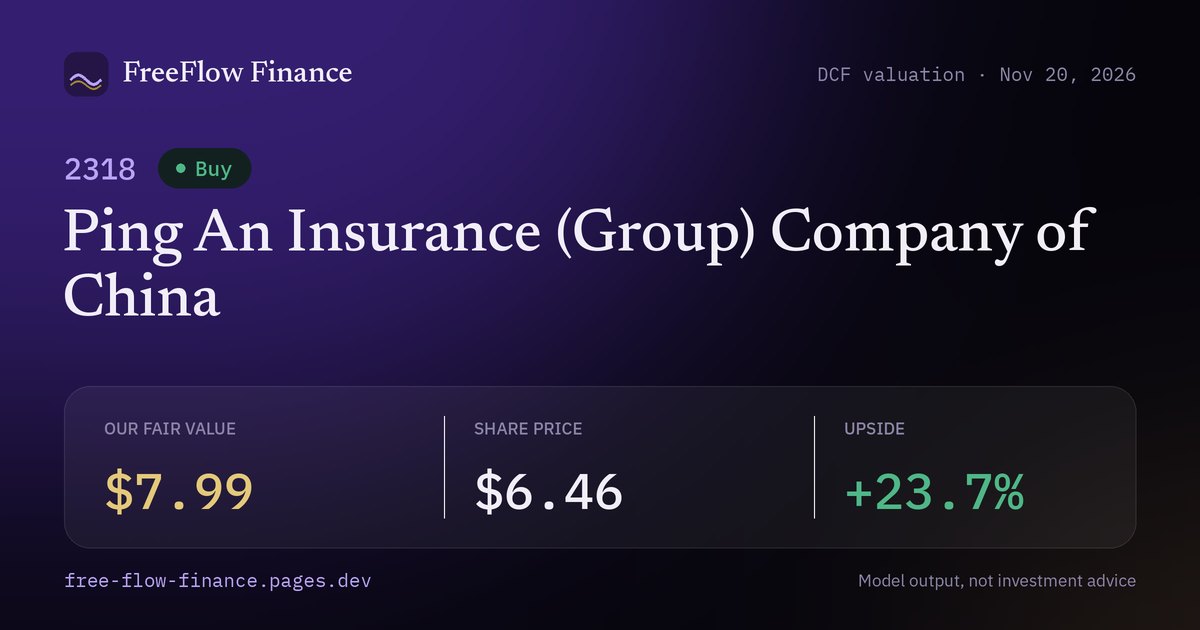 FreeFlow Finance
DCF valuation · Nov 20, 2026
2318
Buy
Ping An Insurance (Group) Company of
China
OUR FAIR VALUE
$7.99
SHARE PRICE
$6.46
UPSIDE
+23.7%
free-flow-finance.pages.dev
Model output, not investment advice